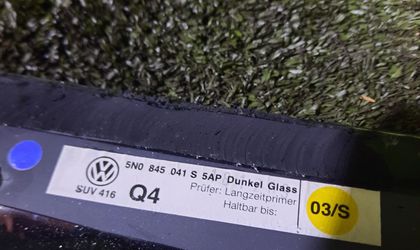 5N0 845 041 S 5AP Dunkel Glass
SUV 416 Q4 Prüfer: Langzeitprimer
Haltbar bis: 03/S